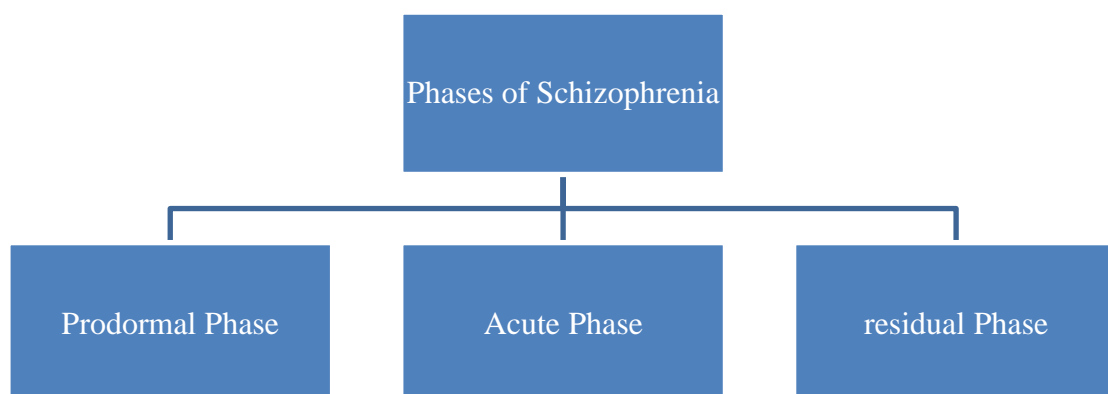 Phases of Schizophrenia
Prodormal Phase
Acute Phase
residual Phase